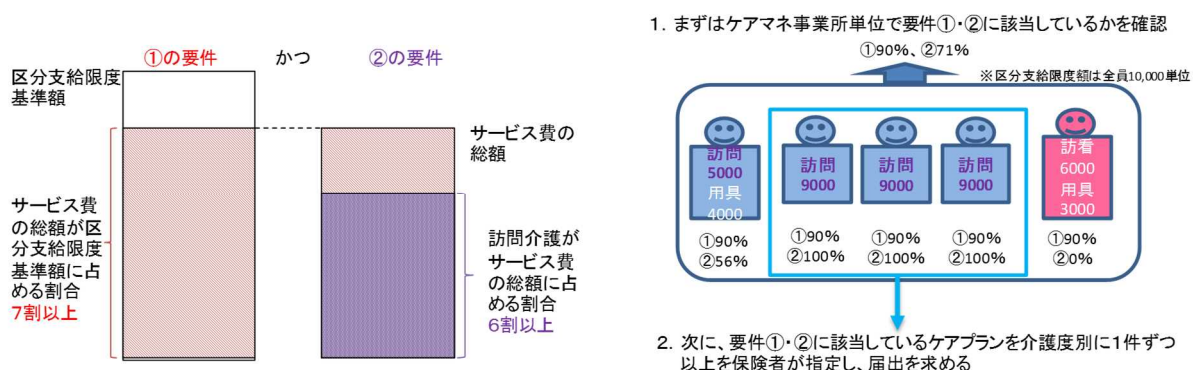 ①の要件
かつ
②の要件
区分支給限度
基準額
サービス費の
総額
サービス費
の総額が区
分支給限度
基準額に占
める割合
7割以上
訪問介護が
サービス費
の総額に占
める割合
6割以上
1. まずはケアマネ事業所単位で要件①・②に該当しているかを確認
①90%、②71%
※区分支給限度額は全員10,000単位
訪問
5000
用具
4000
訪問
9000
訪問
9000
訪問
9000
訪看
6000
用具
3000
①90%
②56%
①90%
②100%
①90%
②100%
①90%
②100%
①90%
②0%
2. 次に、要件①・②に該当しているケアプランを介護度別に1件ずつ
以上を保険者が指定し、届出を求める